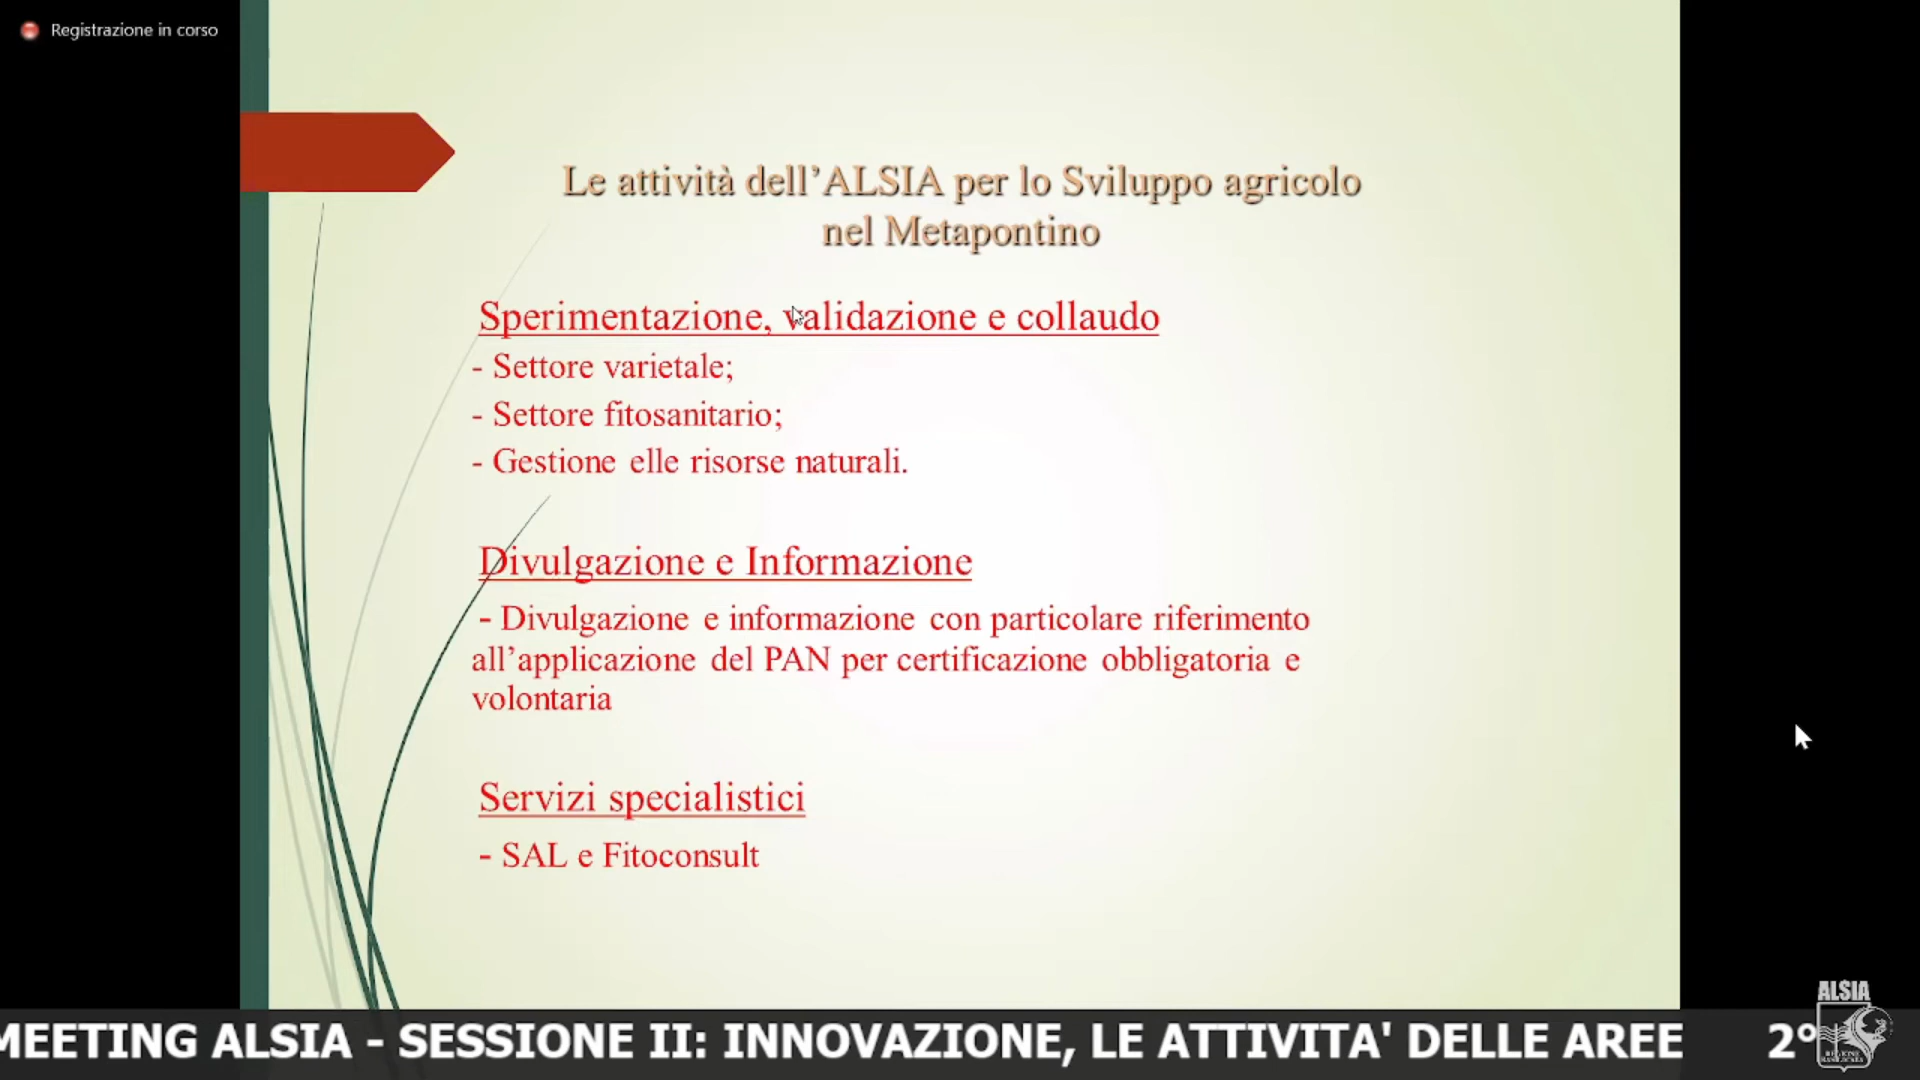 Registrazione in corso
Le attività dell’ALSIA per lo Sviluppo agricolo
nel Metapontino
Sperimentazione, validazione e collaudo
- Settore varietale;
- Settore fitosanitario;
- Gestione elle risorse naturali.
Divulgazione e Informazione
- Divulgazione e informazione con particolare riferimento
all’applicazione del PAN per certificazione obbligatoria e
volontaria
Servizi specialistici
- SAL e Fitoconsult
ALSIA
MEETING ALSIA - SESSIONE II: INNOVAZIONE, LE ATTIVITA' DELLE AREE 2°
REGIONE
BASILICATA